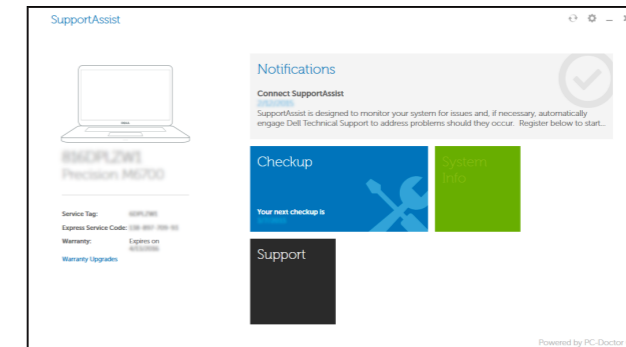 SupportAssist
Notifications
Connect SupportAssist
SupportAssist is designed to monitor your system for issues and, if necessary, automatically
engage Dell Technical Support to address problems should they occur. Register below to start...
Precision M6700
Checkup
System
Info
Your next checkup is
Service Tag:
Express Service Code:
Warranty: Expires on
Warranty Upgrades
Support
Powered by PC-Doctor